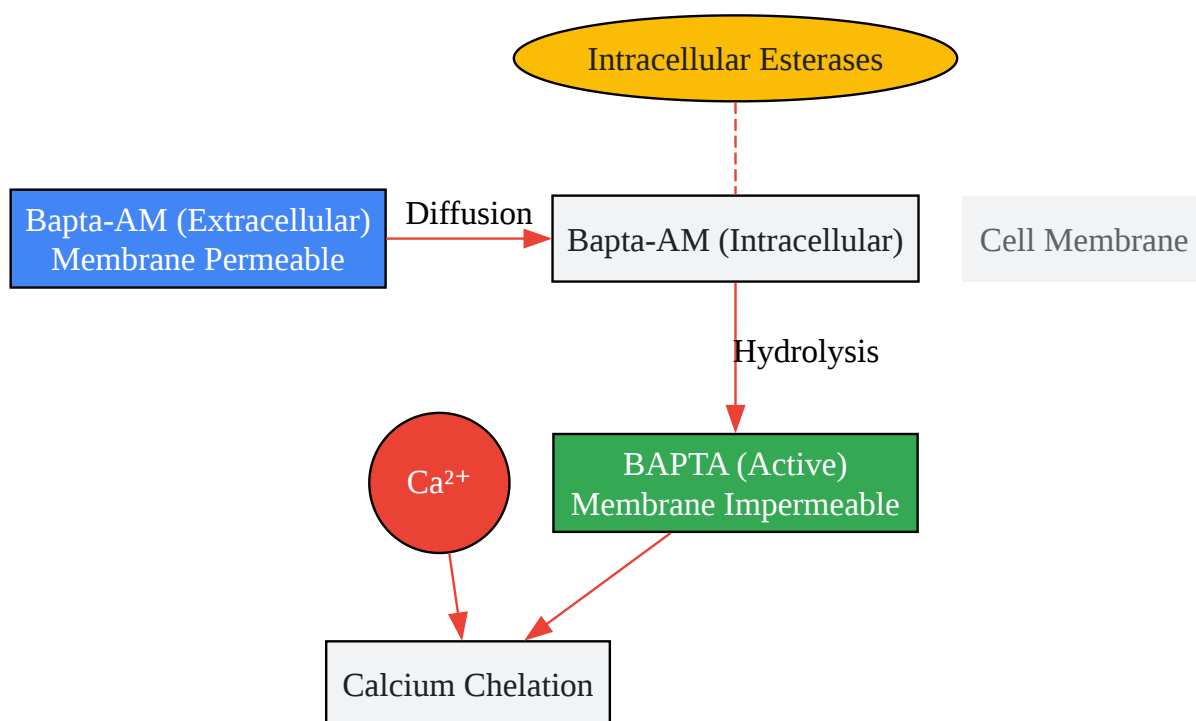 Intracellular Esterases
Bapta-AM (Extracellular)
Membrane Permeable
Diffusion
Bapta-AM (Intracellular)
Cell Membrane
Hydrolysis
Ca²⁺
BAPTA (Active)
Membrane Impermeable
Calcium Chelation